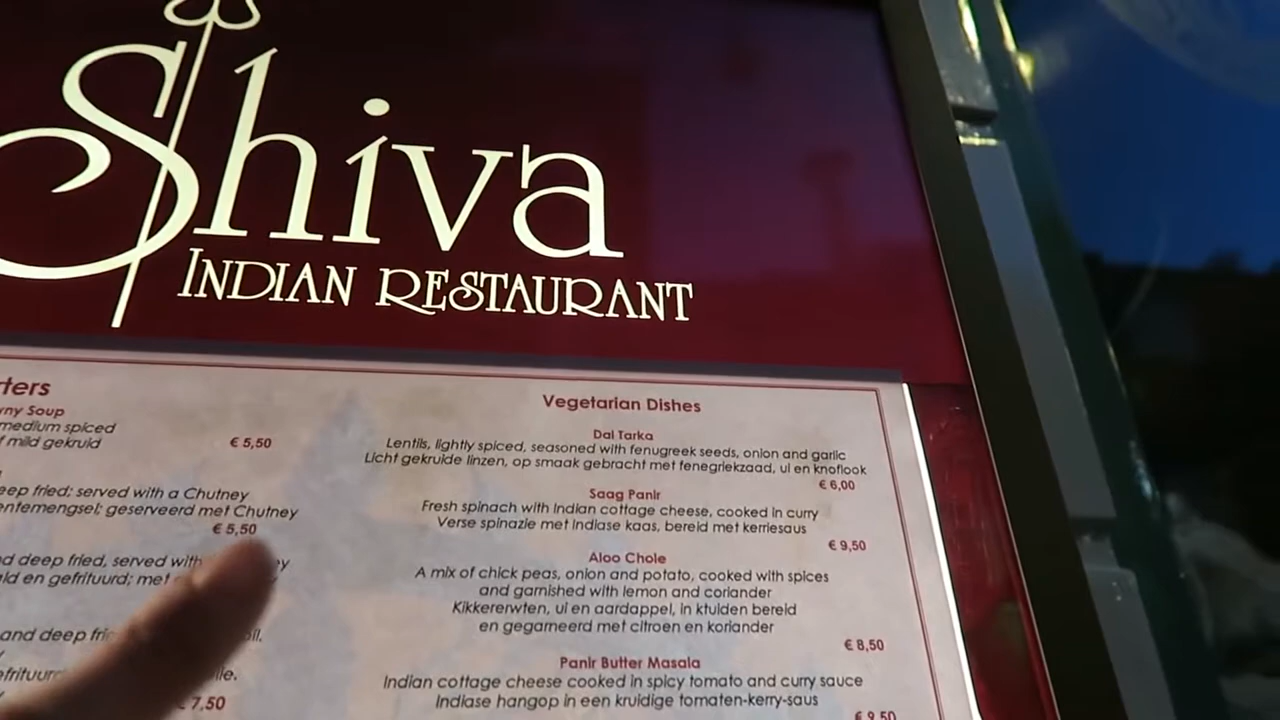 Shiva
INDIAN RESTAURANT
ters
ny Soup
medium spiced
mild gekruid
€ 5,50
eep fried; served with a Chutney
entemengsel; geserveerd met Chutney
€ 5,50
d deep fried, served with
ld en gefrituurd; met
and deep
7,50
Vegetarian Dishes
Dal Tarka
Lentils, lightly spiced, seasoned with fenugreek seeds, onion and garlic
Licht gekruide linzen, op smaak gebracht met fenegriekzaad, ui en knoflook
€ 6,00
Saag Panir
Fresh spinach with Indian cottage cheese, cooked in curry
Verse spinazie met Indiase kaas, bereid met kerriesaus
€ 9,50
Aloo Chole
A mix of chick peas, onion and potato, cooked with spices
and garnished with lemon and coriander
Kikkererwten, ui en aardappel, in ktuiden bereid
en gegarneerd met citroen en koriander
€ 8,50
Panir Butter Masala
Indian cottage cheese cooked in spicy tomato and curry sauce
Indiase hangop in een kruidige tomaten-kerry-saus
€ 9,50